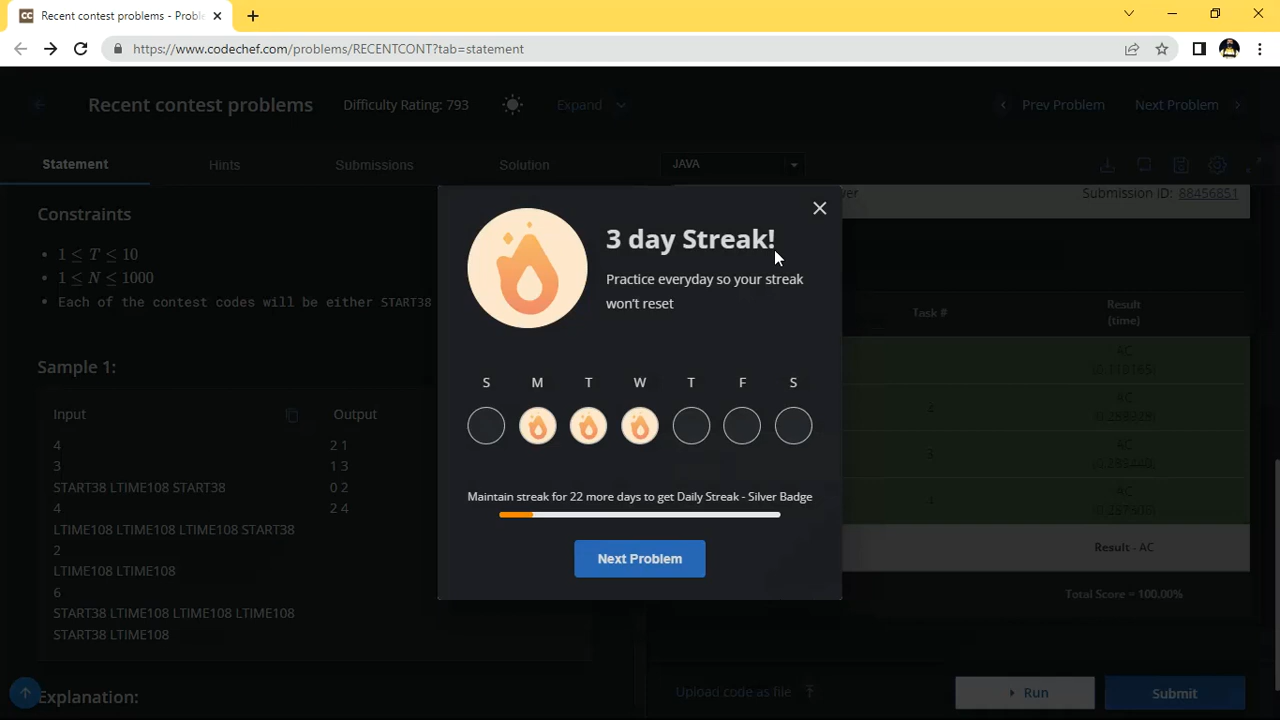 Recent contest problems - Proble
https://www.codechef.com/problems/RECENTCONT?tab=statement
Recent contest problems
Difficulty Rating: 793
Expand
Prev Problem
Next Problem
Statement
Hints
Submissions
Solution
JAVA
Constraints
1 ≤ T ≤ 10
1 ≤ N ≤ 1000
Each of the contest codes will be either START38
Sample 1:
Input
Output
4
2 1
3
1 3
START38 LTIME108 START38
0 2
4
2 4
LTIME108 LTIME108 LTIME108 START38
2
LTIME108 LTIME108
6
START38 LTIME108 LTIME108 LTIME108
START38 LTIME108
Explanation:
3 day Streak!
Practice everyday so your streak
won't reset
S M T W T F S
Maintain streak for 22 more days to get Daily Streak - Silver Badge
Next Problem
Submission ID: 88456851
Task #
Result
(time)
AC
AC
3
AC
AC
Result - AC
Total Score = 100.00%
Upload code as file
Run
Submit